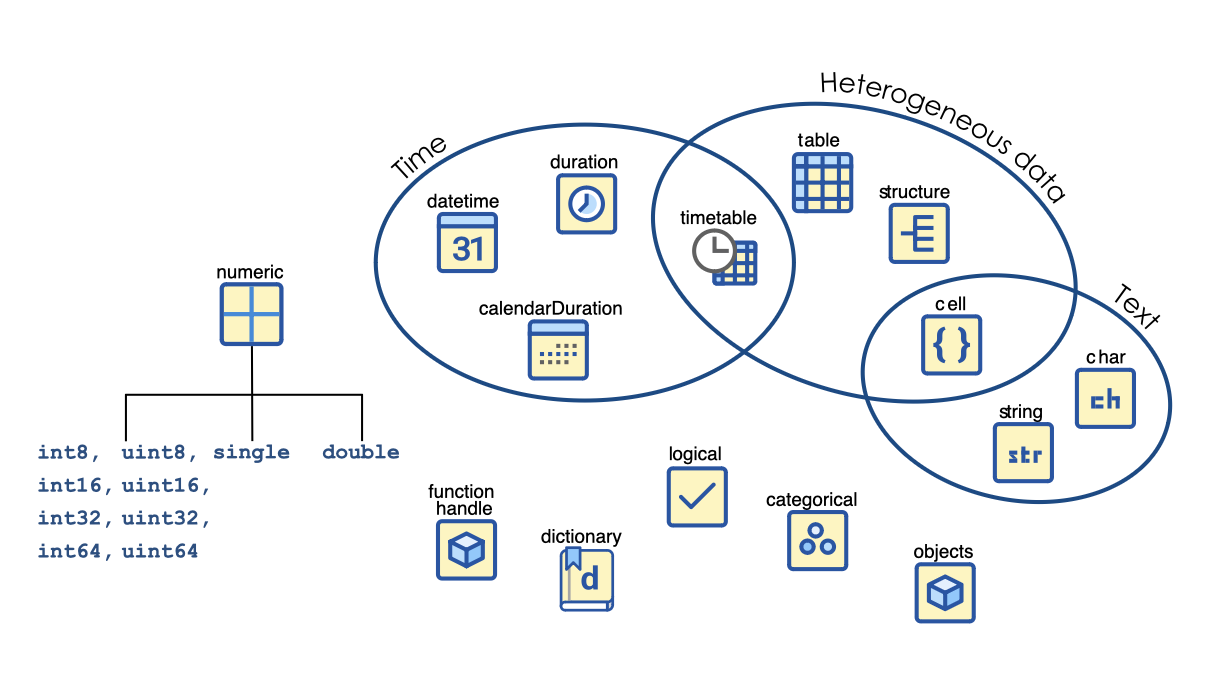 Heterogeneous data
Time
table
duration
structure
datetime
timetable
31
numeric
Text
cell
calendarDuration
{ }
char
ch
string
str
int8, uint8, single double
int16, uint16,
int32, uint32,
int64, uint64
logical
function
handle
categorical
dictionary
d
objects